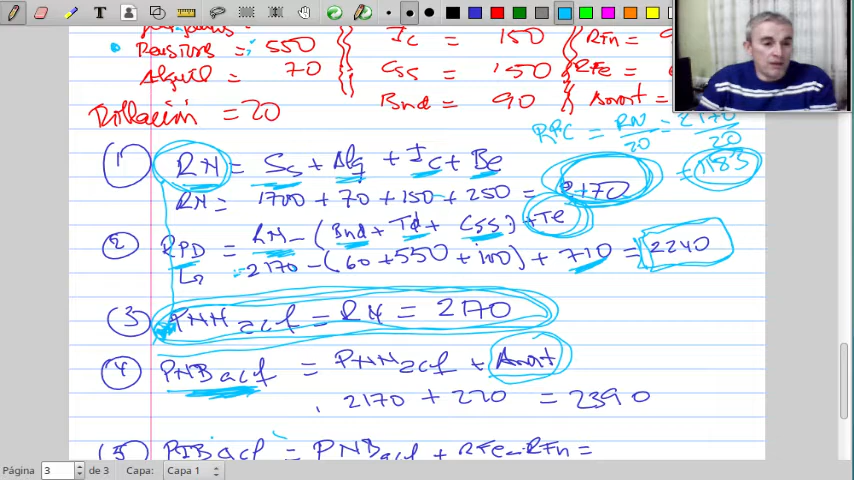 Pensiones = 550
Alquil = 70
Población = 20
Ic = 150
CSS = 150
Bnd = 90
RFn =
RFe =
Amort =
RPC = RN/20 = 2170/20
= 1183
(1) RN = Ss + Alq + Ic + Be
RN = 1700 + 70 + 150 + 250 = 2170
(2) RPD = RN - (Bnd + Td + CSS) + Te
2170 - (60 + 550 + 100) + 710 = 2240
(3) PNNacf = RN = 2170
(4) PNBacf = PNNacf + Amort
2170 + 220 = 2390
(5) PIBacf = PNBacf + RFe - RFn =
Página 3 de 3 Capa: Capa 1